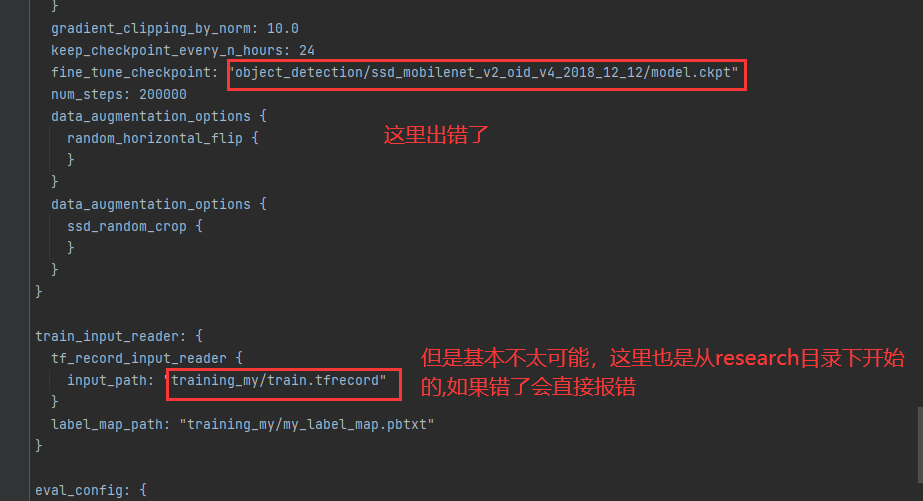 }
gradient_clipping_by_norm: 10.0
keep_checkpoint_every_n_hours: 24
fine_tune_checkpoint: "object_detection/ssd_mobilenet_v2_oid_v4_2018_12_12/model.ckpt"
num_steps: 200000
data_augmentation_options {
这里出错了
random_horizontal_flip {
}
}
data_augmentation_options {
ssd_random_crop {
}
}
}
train_input_reader: {
tf_record_input_reader {
但是基本不太可能，这里也是从research目录下开始
input_path: "training_my/train.tfrecord"
的,如果错了会直接报错
}
label_map_path: "training_my/my_label_map.pbtxt"
}
eval_config: {